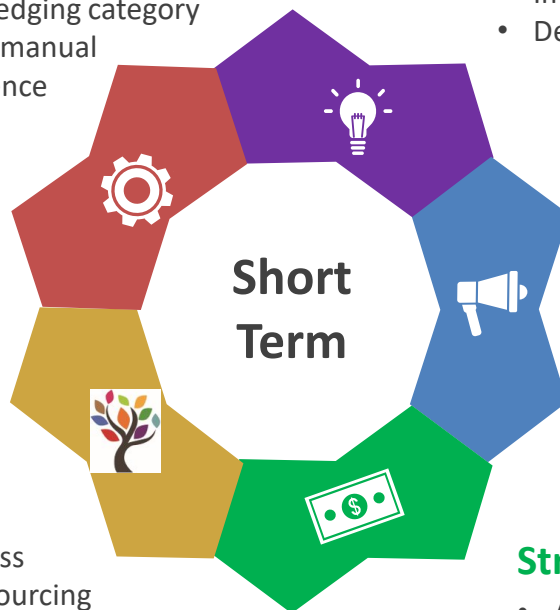 edging category
manual
nce
• De
Short
Term
$
ss
ourcing
Str